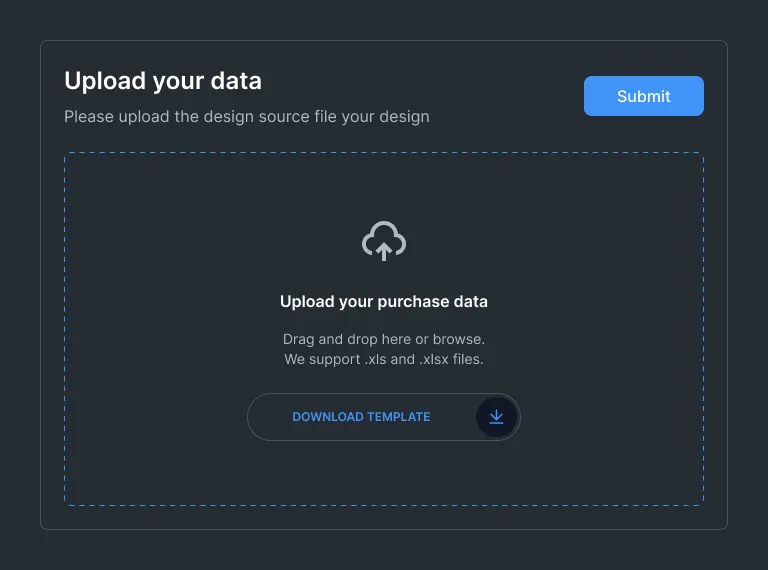 Upload your data
Please upload the design source file your design
Submit
Upload your purchase data
Drag and drop here or browse.
We support .xls and .xlsx files.
DOWNLOAD TEMPLATE